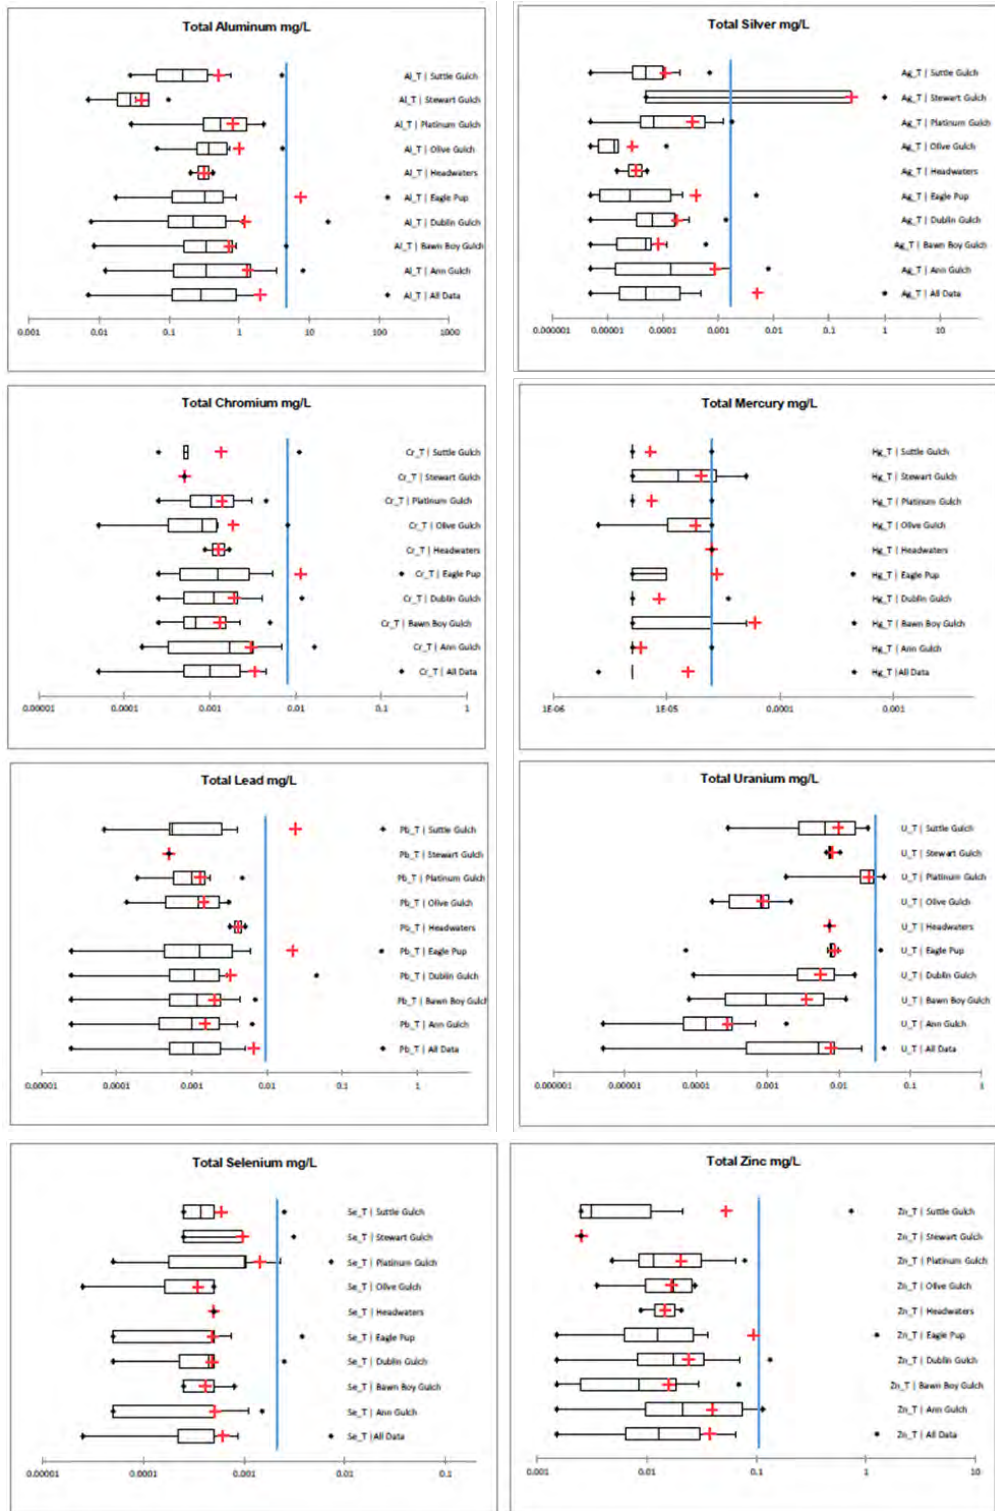 Total Aluminum mg/L
Al_T | Suttle Gulch
Al_T | Stewart Gulch
Al_T | Platinum Gulch
Al_T | Olive Gulch
Al_T | Headwaters
Al_T | Eagle Pup
Al_T | Dublin Gulch
Al_T | Bawn Boy Gulch
Al_T | Ann Gulch
Al_T | All Data
0.001 0.01 0.1 1 10 100 1000
Total Silver mg/L
Ag_T | Suttle Gulch
Ag_T | Stewart Gulch
Ag_T | Platinum Gulch
Ag_T | Olive Gulch
Ag_T | Headwaters
Ag_T | Eagle Pup
Ag_T | Dublin Gulch
Ag_T | Bawn Boy Gulch
Ag_T | Ann Gulch
Ag_T | All Data
0.000001 0.00001 0.0001 0.001 0.01 0.1 1 10
Total Chromium mg/L
Cr_T | Suttle Gulch
Cr_T | Stewart Gulch
Cr_T | Platinum Gulch
Cr_T | Olive Gulch
Cr_T | Headwaters
Cr_T | Eagle Pup
Cr_T | Dublin Gulch
Cr_T | Bawn Boy Gulch
Cr_T | Ann Gulch
Cr_T | All Data
0.00001 0.0001 0.001 0.01 0.1 1
Total Mercury mg/L
Hg_T | Suttle Gulch
Hg_T | Stewart Gulch
Hg_T | Platinum Gulch
Hg_T | Olive Gulch
Hg_T | Headwaters
Hg_T | Eagle Pup
Hg_T | Dublin Gulch
Hg_T | Bawn Boy Gulch
Hg_T | Ann Gulch
Hg_T |All Data
1E-06 1E-05 0.0001 0.001
Total Lead mg/L
Pb_T | Suttle Gulch
Pb_T | Stewart Gulch
Pb_T | Platinum Gulch
Pb_T | Olive Gulch
Pb_T | Headwaters
Pb_T | Eagle Pup
Pb_T | Dublin Gulch
Pb_T | Bawn Boy Gulch
Pb_T | Ann Gulch
Pb_T | All Data
0.00001 0.0001 0.001 0.01 0.1 1
Total Uranium mg/L
U_T | Suttle Gulch
U_T | Stewart Gulch
U_T | Platinum Gulch
U_T | Olive Gulch
U_T | Headwaters
U_T | Eagle Pup
U_T | Dublin Gulch
U_T | Bawn Boy Gulch
U_T | Ann Gulch
U_T | All Data
0.000001 0.00001 0.0001 0.001 0.01 0.1 1
Total Selenium mg/L
Se_T | Suttle Gulch
Se_T | Stewart Gulch
Se_T | Platinum Gulch
Se_T | Olive Gulch
Se_T | Headwaters
Se_T | Eagle Pup
Se_T | Dublin Gulch
Se_T | Bawn Boy Gulch
Se_T | Ann Gulch
Se_T |All Data
0.00001 0.0001 0.001 0.01 0.1
Total Zinc mg/L
Zn_T | Suttle Gulch
Zn_T | Stewart Gulch
Zn_T | Platinum Gulch
Zn_T | Olive Gulch
Zn_T | Headwaters
Zn_T | Eagle Pup
Zn_T | Dublin Gulch
Zn_T | Bawn Boy Gulch
Zn_T | Ann Gulch
Zn_T | All Data
0.001 0.01 0.1 1 10